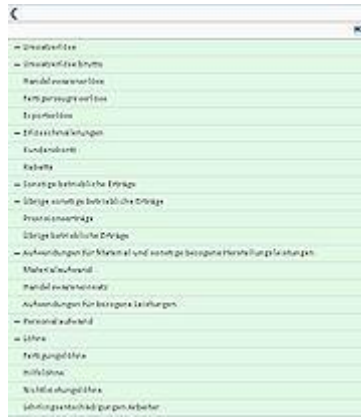 − Umsatzerlöse
− Umsatzerlöse brutto
Handelswarenerlöse
Fertigerzeugniserlöse
Exporterlöse
− Erlösschmälerungen
Kundenskonti
Rabatte
− Sonstige betriebliche Erträge
− Übrige sonstige betriebliche Erträge
Provisionserträge
Übrige betriebliche Erträge
− Aufwendungen für Material und sonstige bezogene Herstellungsleistungen
Materialaufwand
Handelswareneinsatz
Aufwendungen für bezogene Leistungen
− Personalaufwand
− Löhne
Fertigungslöhne
Hilfslöhne
Nichtleistungslöhne
Lehrlingsentschädigungen Arbeiter